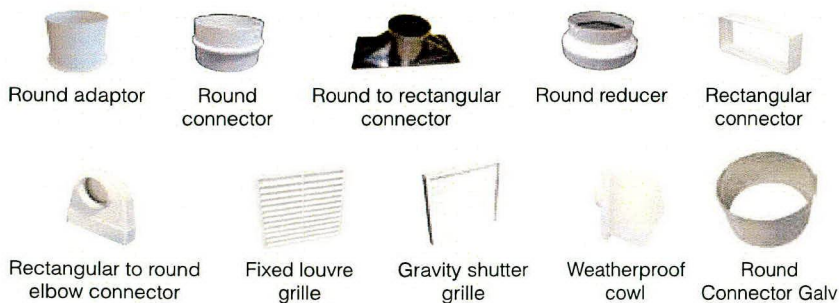 Round adaptor
Round
connector
Round to rectangular
connector
Round reducer
Rectangular
connector
Rectangular to round
elbow connector
Fixed louvre
grille
Gravity shutter
grille
Weatherproof
cowl
Round
Connector Galv